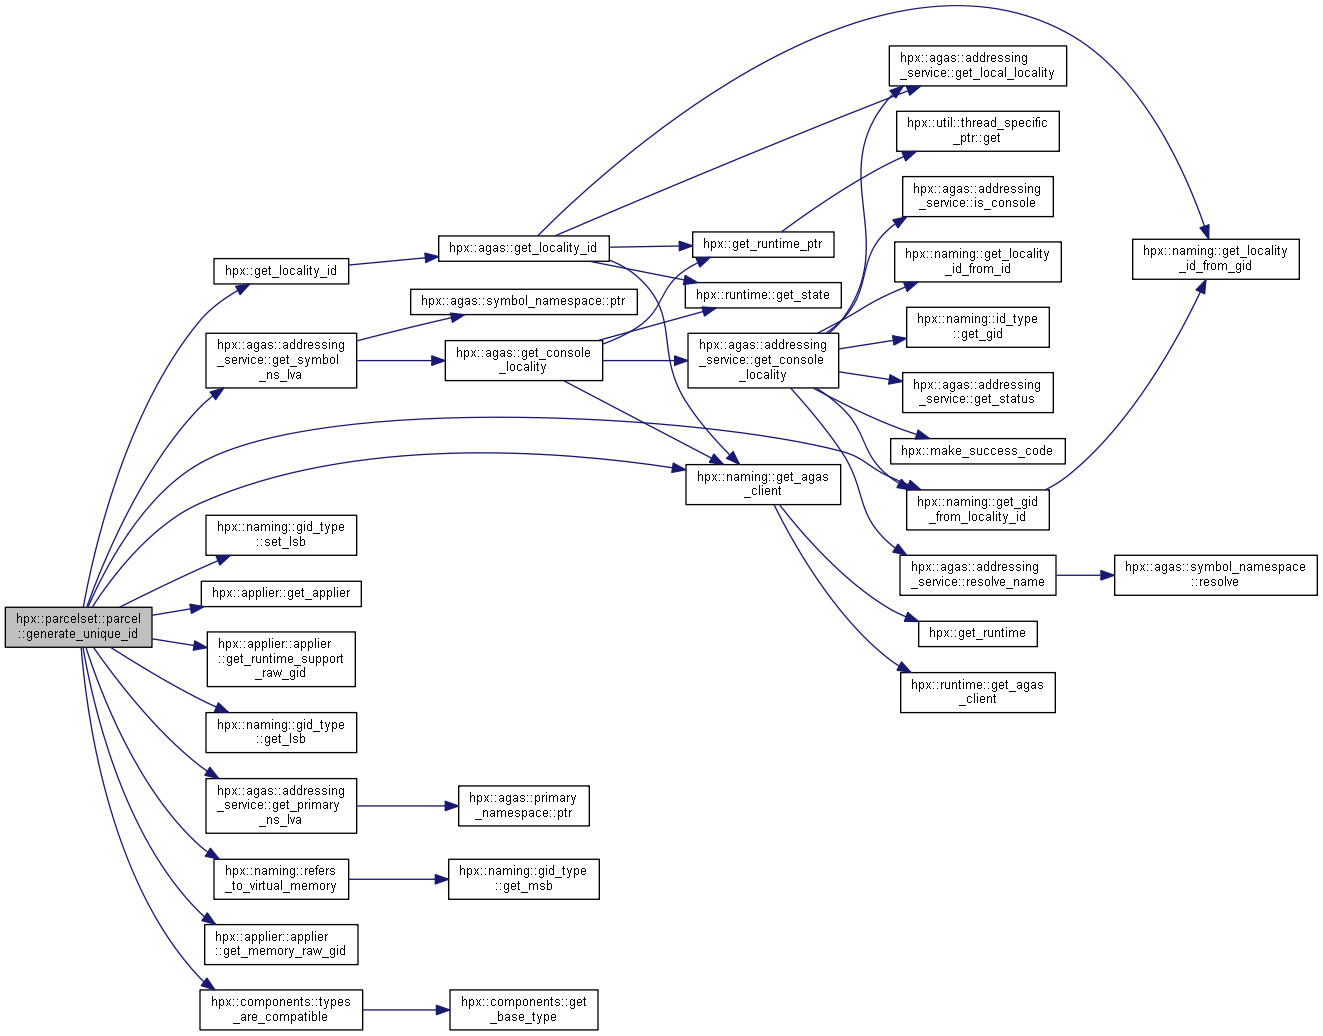 hpx::parcelset::parcel
::generate_unique_id
hpx::get_locality_id
hpx::agas::addressing
_service::get_symbol
_ns_lva
hpx::naming::gid_type
::set_lsb
hpx::applier::get_applier
hpx::applier::applier
::get_runtime_support
_raw_gid
hpx::naming::gid_type
::get_lsb
hpx::agas::addressing
_service::get_primary
_ns_lva
hpx::naming::refers
_to_virtual_memory
hpx::applier::applier
::get_memory_raw_gid
hpx::components::types
_are_compatible
hpx::agas::get_locality_id
hpx::agas::symbol_namespace::ptr
hpx::agas::get_console
_locality
hpx::agas::primary
_namespace::ptr
hpx::naming::gid_type
::get_msb
hpx::components::get
_base_type
hpx::get_runtime_ptr
hpx::runtime::get_state
hpx::agas::addressing
_service::get_console
_locality
hpx::naming::get_agas
_client
hpx::agas::addressing
_service::get_local_locality
hpx::util::thread_specific
_ptr::get
hpx::agas::addressing
_service::is_console
hpx::naming::get_locality
_id_from_id
hpx::naming::id_type
::get_gid
hpx::agas::addressing
_service::get_status
hpx::make_success_code
hpx::naming::get_gid
_from_locality_id
hpx::agas::addressing
_service::resolve_name
hpx::get_runtime
hpx::runtime::get_agas
_client
hpx::naming::get_locality
_id_from_gid
hpx::agas::symbol_namespace
::resolve